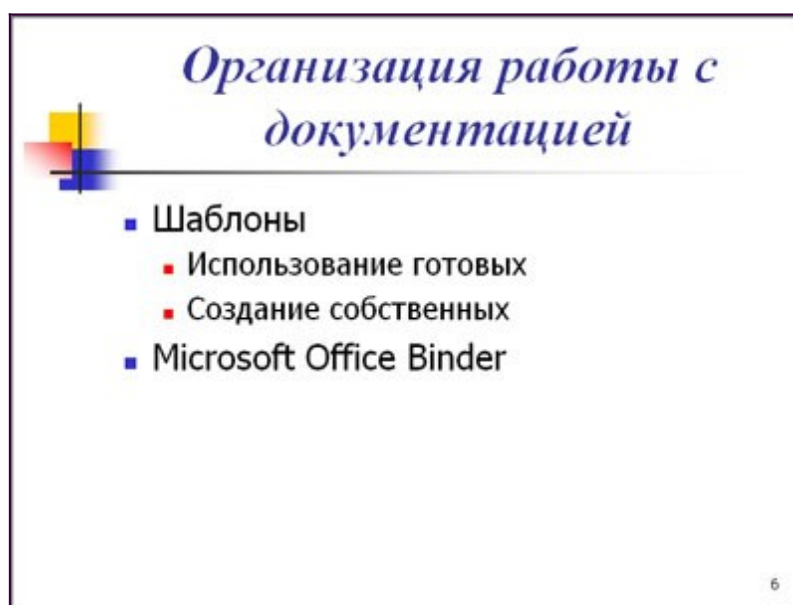 Организация работы с
документацией
Шаблоны
Использование готовых
Создание собственных
Microsoft Office Binder
6